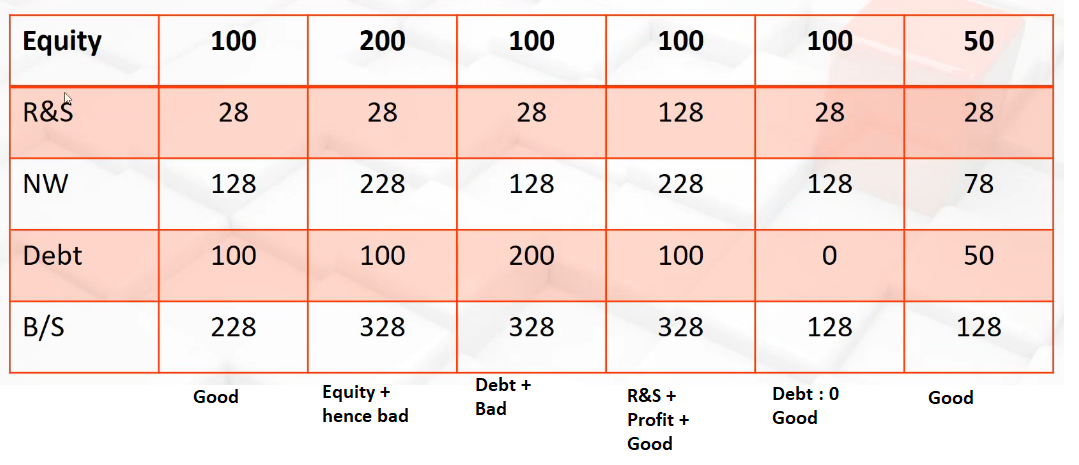 Equity 100 200 100 100 100 50
R&S 28 28 28 128 28 28
NW 128 228 128 228 128 78
Debt 100 100 200 100 0 50
B/S 228 328 328 328 128 128
Good
Equity +
hence bad
Debt +
Bad
R&S +
Profit +
Good
Debt : 0
Good
Good